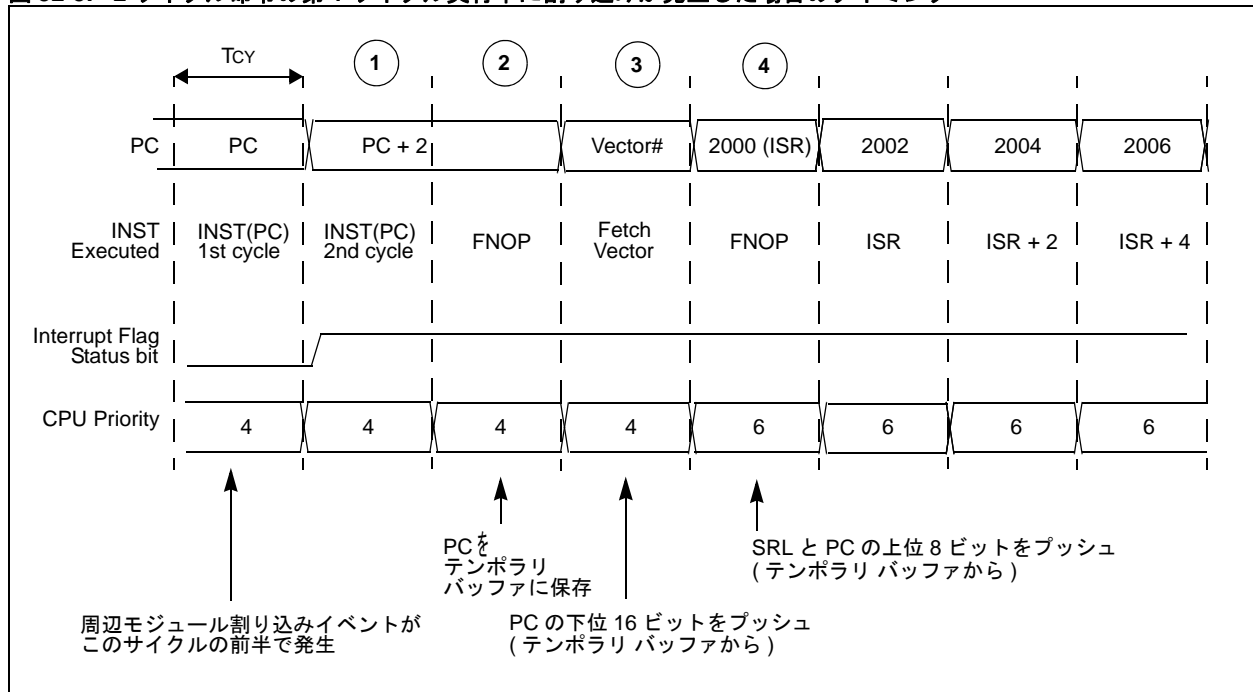 TCY
1 2 3 4
PC PC PC + 2 Vector# 2000 (ISR) 2002 2004 2006
INST Executed
INST(PC) 1st cycle
INST(PC) 2nd cycle
FNOP
Fetch Vector
FNOP
ISR
ISR + 2
ISR + 4
Interrupt Flag
Status bit
CPU Priority 4 4 4 4 6 6 6 6
PC を
テンポラリ
バッファに保存
SRL と PC の上位 8 ビットをプッシュ
( テンポラリ バッファから )
周辺モジュール割り込みイベントが
このサイクルの前半で発生
PC の下位 16 ビットをプッシュ
( テンポラリ バッファから )